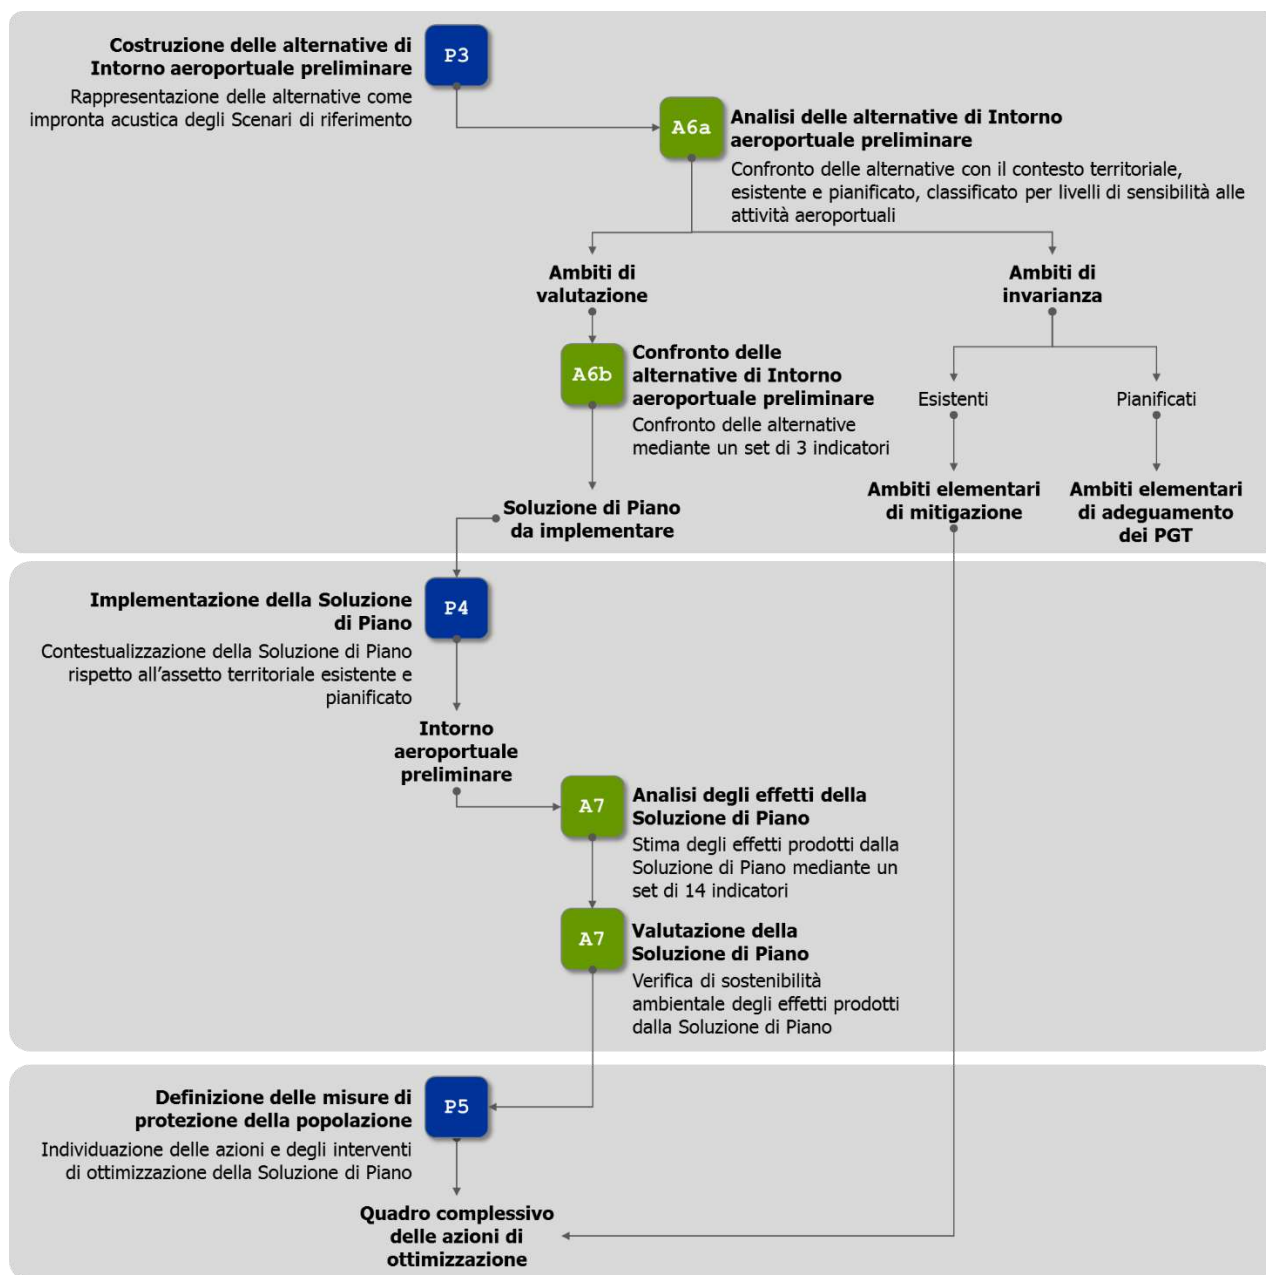 Costruzione delle alternative di
Intorno aeroportuale preliminare
P3
Rappresentazione delle alternative come
impronta acustica degli Scenari di riferimento
A6a
Analisi delle alternative di Intorno
aeroportuale preliminare
Confronto delle alternative con il contesto territoriale,
esistente e pianificato, classificato per livelli di sensibilità alle
attività aeroportuali
Ambiti di
valutazione
Ambiti di
invarianza
A6b
Confronto delle
alternative di Intorno
aeroportuale preliminare
Confronto delle alternative
mediante un set di 3 indicatori
Esistenti
Pianificati
Ambiti elementari
di mitigazione
Ambiti elementari
di adeguamento
dei PGT
Soluzione di Piano
da implementare
Implementazione della Soluzione
di Piano
P4
Contestualizzazione della Soluzione di Piano
rispetto all'assetto territoriale esistente e
pianificato
Intorno
aeroportuale
preliminare
A7
Analisi degli effetti della
Soluzione di Piano
Stima degli effetti prodotti dalla
Soluzione di Piano mediante un
set di 14 indicatori
A7
Valutazione della
Soluzione di Piano
Verifica di sostenibilità
ambientale degli effetti prodotti
dalla Soluzione di Piano
Definizione delle misure di
protezione della popolazione
P5
Individuazione delle azioni e degli interventi
di ottimizzazione della Soluzione di Piano
Quadro complessivo
delle azioni di
ottimizzazione